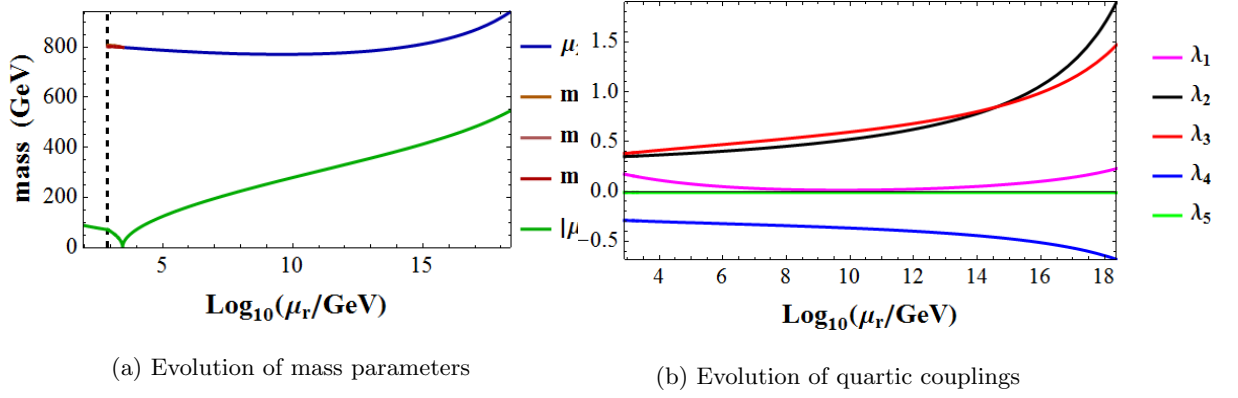 mass (GeV)
800
600
400
200
0
5
10
15
Log10(μr/GeV)
μ
m
m
m
|μ
(a) Evolution of mass parameters
1.5
1.0
0.5
0.0
−0.5
4
6
8
10
12
14
16
18
Log10(μr/GeV)
λ1
λ2
λ3
λ4
λ5
(b) Evolution of quartic couplings